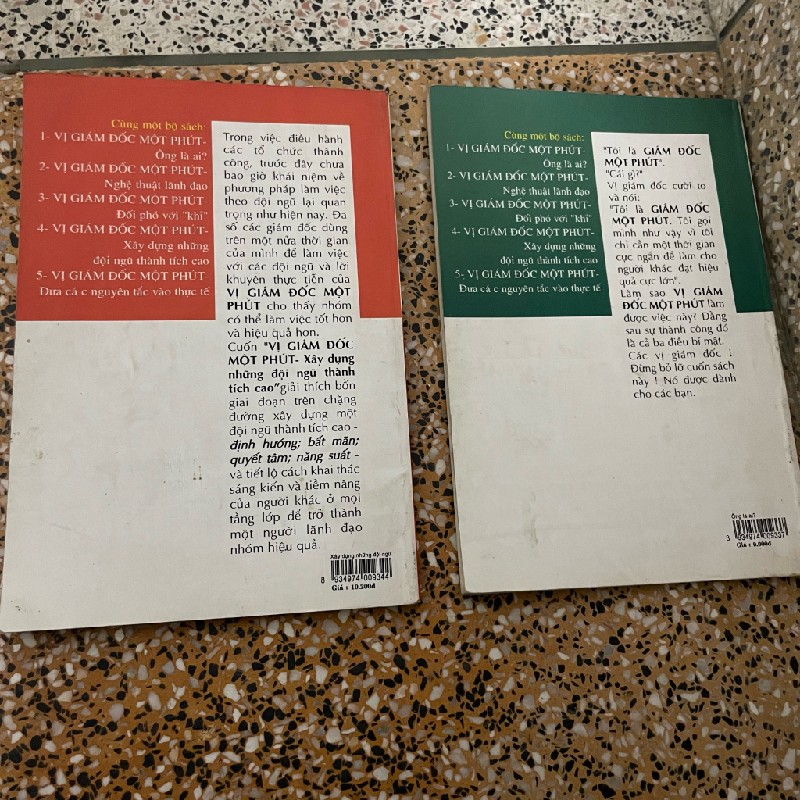 Cùng một bộ sách:
1- VỊ GIÁM ĐỐC MỘT PHÚT-
Ông là ai?
2- VỊ GIÁM ĐỐC MỘT PHÚT-
Nghệ thuật lãnh đạo
3- VỊ GIÁM ĐỐC MỘT PHÚT-
Đối phó với "khỉ"
4- VỊ GIÁM ĐỐC MỘT PHÚT-
Xây dựng những
đội ngũ thành tích cao
5- VỊ GIÁM ĐỐC MỘT PHÚT-
Đưa cá c nguyên tắc vào thực tế
Trong việc điều hành
các tổ chức thành
công, trước đây chưa
bao giờ khái niệm về
phương pháp làm việc
theo đội ngũ lại quan
trọng như hiện nay. Đa
số các giám đốc dùng
trên một nửa thời gian
của mình để làm việc
với các đội ngũ và lời
khuyên thực tiễn của
VỊ GIÁM ĐỐC MỘT
PHÚT cho thấy nhóm
có thể làm việc tốt hơn
và hiệu quả hơn.
Cuốn "VỊ GIÁM ĐỐC
MỘT PHÚT- Xây dựng
những đội ngũ thành
tích cao" giải thích bốn
giai đoạn trên chặng
đường xây dựng một
đội ngũ thành tích cao -
định hướng; bất mãn;
quyết tâm; năng suất -
và tiết lộ cách khai thác
sáng kiến và tiềm năng
của người khác ở mọi
tầng lớp để trở thành
một người lãnh đạo
nhóm hiệu quả.
Xây dựng những đội ngũ
8 934974 009344
Giá : 10.200đ
Cùng một bộ sách:
1- VỊ GIÁM ĐỐC MỘT PHÚT-
Ông là ai?
2- VỊ GIÁM ĐỐC MỘT PHÚT-
Nghệ thuật lãnh đạo
3- VỊ GIÁM ĐỐC MỘT PHÚT-
Đối phó với "khỉ"
4- VỊ GIÁM ĐỐC MỘT PHÚT-
Xây dựng những
đội ngũ thành tích cao
5- VỊ GIÁM ĐỐC MỘT PHÚT-
Đưa cá c nguyên tắc vào thực tế
"Tôi là GIÁM ĐỐC
MỘT PHÚT".
"Cái gì?"
Vị giám đốc cười to
và nói:
"Tôi là GIÁM ĐỐC
MỘT PHÚT. Tôi gọi
mình như vậy vì tôi
chỉ cần một thời gian
cực ngắn để làm cho
người khác đạt hiệu
quả cực lớn".
Làm sao VỊ GIÁM
ĐỐC MỘT PHÚT làm
được việc này? Đằng
sau sự thành công đó
là cả ba điều bí mật.
Các vị giám đốc !
Đừng bỏ lỡ cuốn sách
này ! Nó được dành
cho các bạn.
Ông là ai?